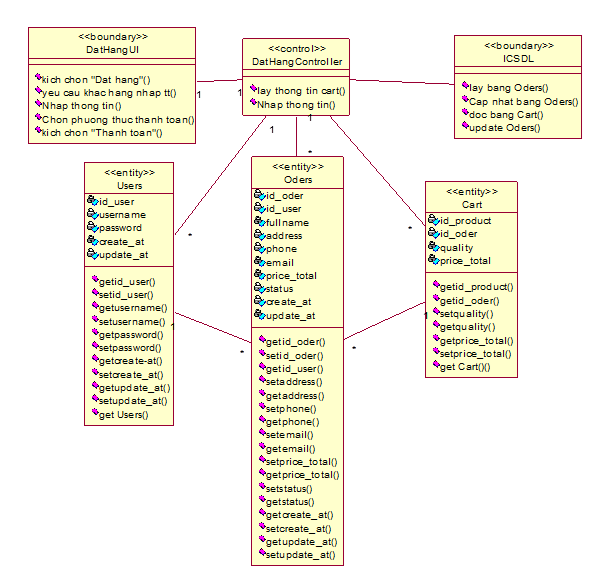 <<boundary>>
DatHangUI
kich chon "Dat hang"()
yeu cau khac hang nhap tt()
Nhap thong tin()
Chon phuong thuc thanh toan()
kich chon "Thanh toan"()
<<control>>
DatHangController
lay thong tin cart()
Nhap thong tin()
<<boundary>>
ICSDL
lay bang Oders()
Cap nhat bang Oders()
doc bang Cart()
update Oders()
1
1
1
1
*
*
*
<<entity>>
Users
id_user
username
password
create_at
update_at
getid_user()
setid_user()
getusername()
setusername()
getpassword()
setpassword()
getcreate-at()
setcreate_at()
getupdate_at()
setupdate_at()
get Users()
<<entity>>
Oders
id_oder
id_user
fullname
address
phone
email
price_total
status
create_at
update_at
getid_oder()
setid_oder()
getid_user()
setaddress()
getaddress()
setphone()
getphone()
setemail()
getemail()
setprice_total()
getprice_total()
setstatus()
getstatus()
getcreate_at()
setcreate_at()
getupdate_at()
setupdate_at()
<<entity>>
Cart
id_product
id_oder
quality
price_total
getid_product()
getid_oder()
setquality()
getquality()
getprice_total()
setprice_total()
get Cart()()
1
*
1
*